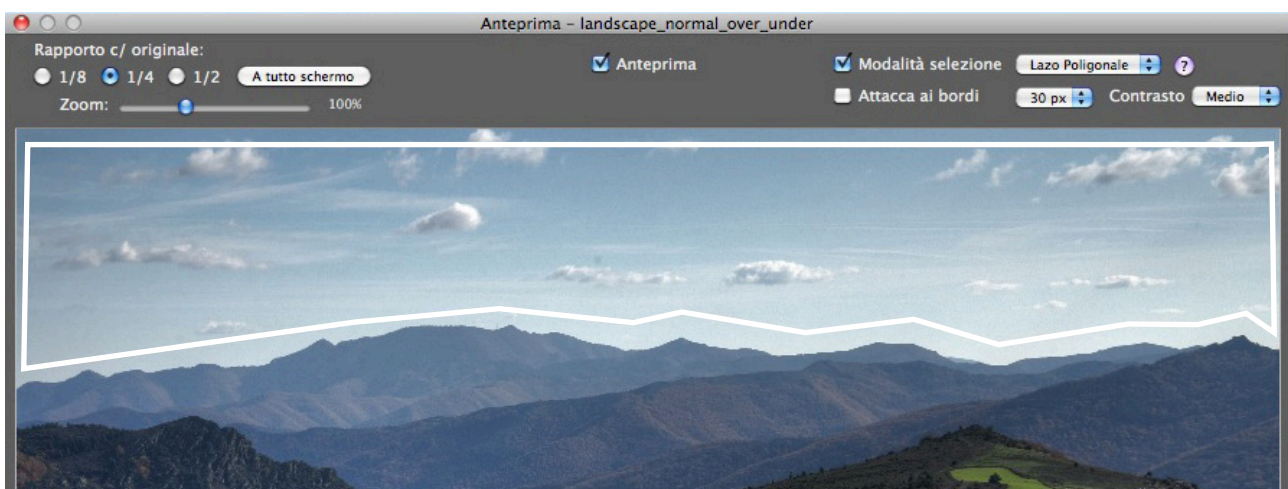 Anteprima – landscape_normal_over_under
Rapporto c/ originale:
1/8 1/4 1/2 A tutto schermo
Zoom: 100%
Anteprima
Modalità selezione Lazo Poligonale ?
Attacca ai bordi 30 px Contrasto Medio